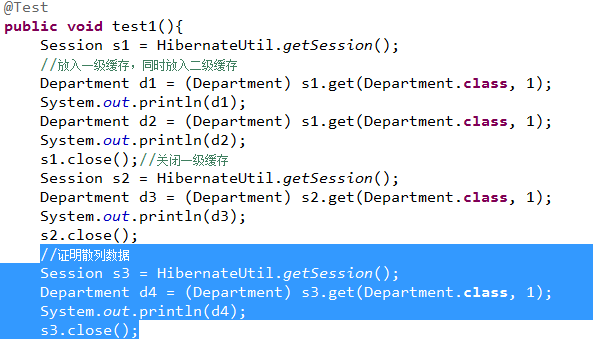 @Test
public void test1(){
Session s1 = HibernateUtil.getSession();
//放入一级缓存，同时放入二级缓存
Department d1 = (Department) s1.get(Department.class, 1);
System.out.println(d1);
Department d2 = (Department) s1.get(Department.class, 1);
System.out.println(d2);
s1.close();//关闭一级缓存
Session s2 = HibernateUtil.getSession();
Department d3 = (Department) s2.get(Department.class, 1);
System.out.println(d3);
s2.close();
//证明散列数据
Session s3 = HibernateUtil.getSession();
Department d4 = (Department) s3.get(Department.class, 1);
System.out.println(d4);
s3.close();